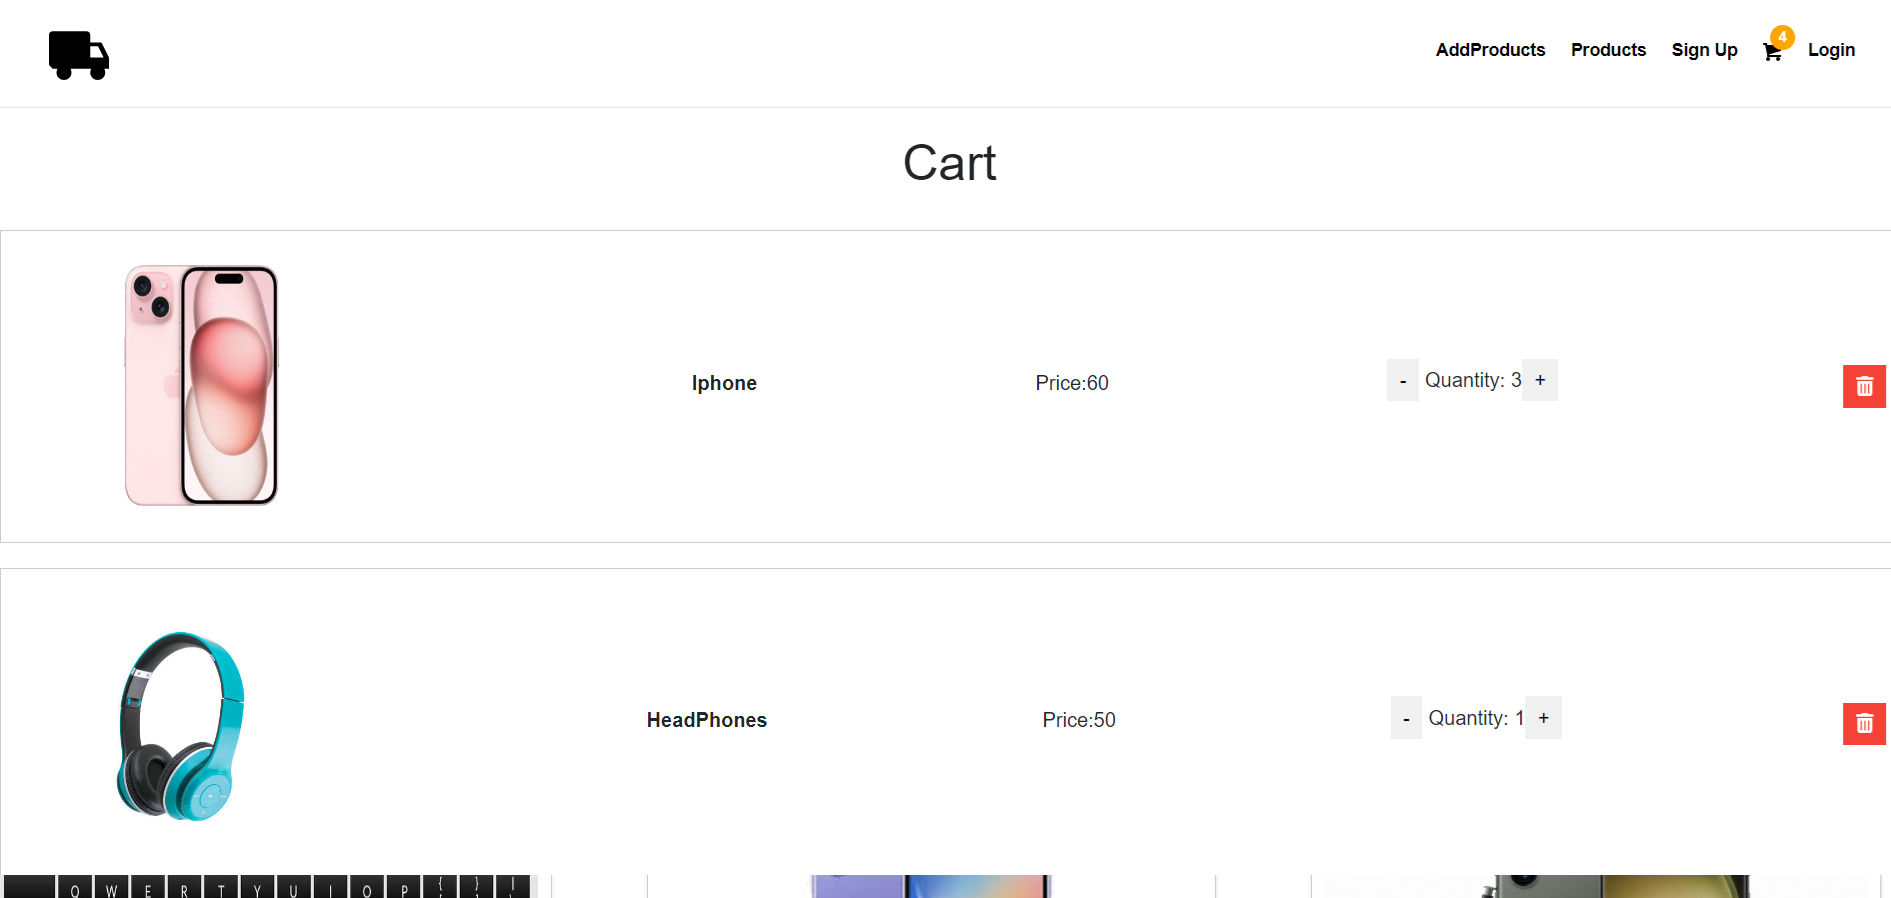 AddProducts Products Sign Up 4 Login
Cart
Iphone Price:60 - Quantity: 3 +
HeadPhones Price:50 - Quantity: 1 +
Q W E R T Y U I O P { } |